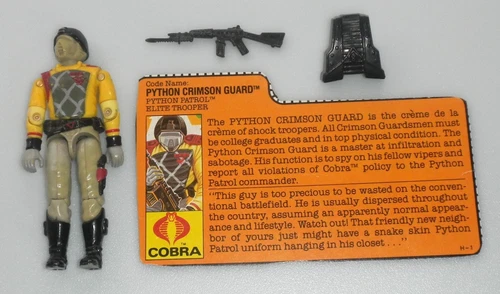 Code Name:
PYTHON CRIMSON GUARD™
PYTHON PATROL™
ELITE TROOPER
The PYTHON CRIMSON GUARD is the crème de la
crème of shock troopers. All Crimson Guardsmen must
be college graduates and in top physical condition. The
Python Crimson Guard is a master at infiltration and
sabotage. His function is to spy on his fellow vipers and
report all violations of Cobra™ policy to the Python
Patrol commander.
"This guy is too precious to be wasted on the conven-
tional battlefield. He is usually dispersed throughout
the country, assuming an apparently normal appear-
ance and lifestyle. Watch out! That friendly new neigh-
bor of yours just might have a snake skin Python
Patrol uniform hanging in his closet . . ."
™
COBRA
H-1